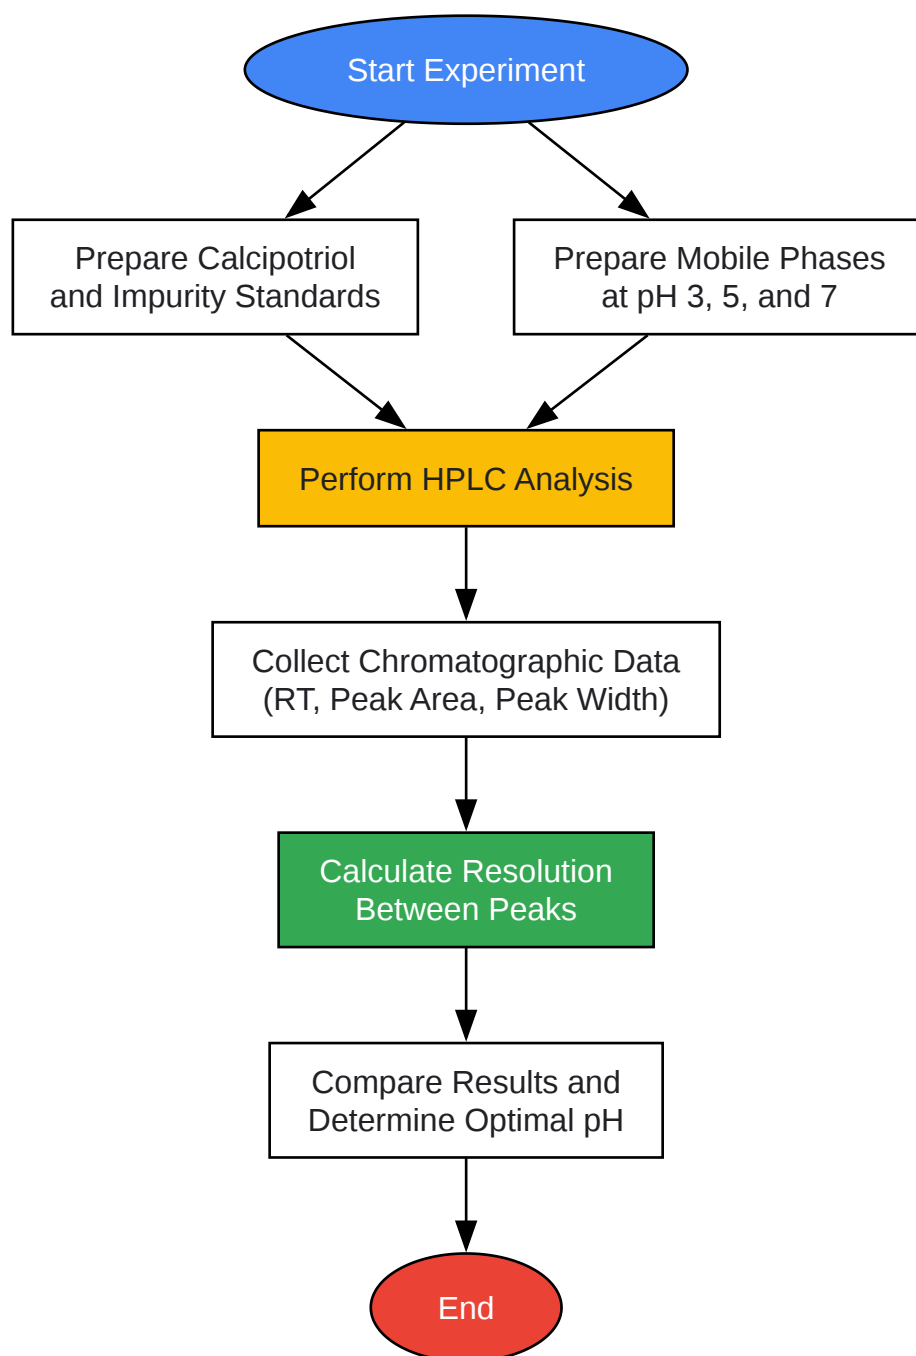 Start Experiment
Prepare Calcipotriol
and Impurity Standards
Prepare Mobile Phases
at pH 3, 5, and 7
Perform HPLC Analysis
Collect Chromatographic Data
(RT, Peak Area, Peak Width)
Calculate Resolution
Between Peaks
Compare Results and
Determine Optimal pH
End